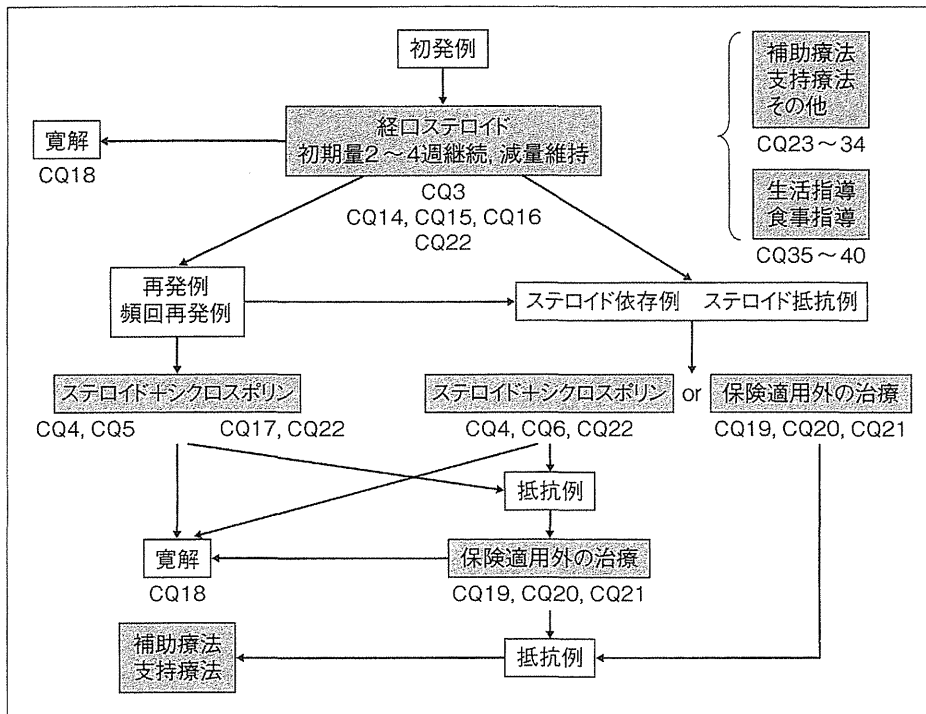 初発例
補助療法
支持療法
その他
CQ23～34
生活指導
食事指導
CQ35～40
経口ステロイド
初期量2～4週継続, 減量維持
CQ3
CQ14, CQ15, CQ16
CQ22
寛解
CQ18
再発例
頻回再発例
ステロイド依存例　ステロイド抵抗例
ステロイド+シクロスポリン
CQ4, CQ5　CQ17, CQ22
ステロイド+シクロスポリン
CQ4, CQ6, CQ22
or
保険適用外の治療
CQ19, CQ20, CQ21
抵抗例
寛解
CQ18
保険適用外の治療
CQ19, CQ20, CQ21
抵抗例
補助療法
支持療法